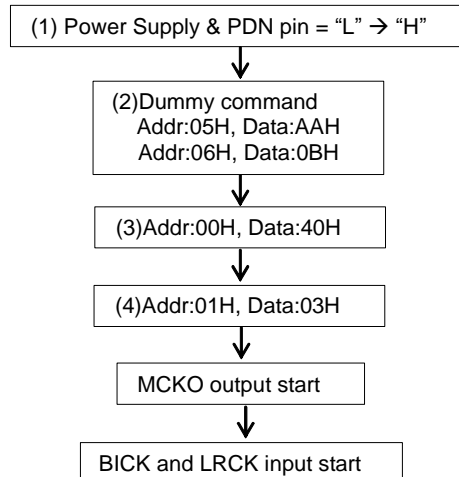 (1) Power Supply & PDN pin = “L” → “H”
(2)Dummy command
Addr:05H, Data:AAH
Addr:06H, Data:0BH
(3)Addr:00H, Data:40H
(4)Addr:01H, Data:03H
MCKO output start
BICK and LRCK input start